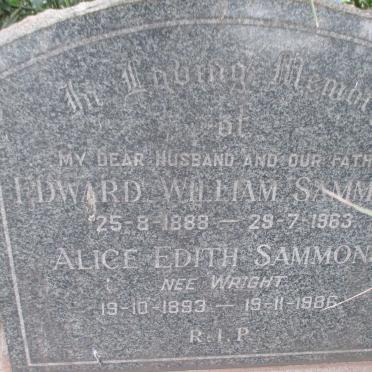 In Loving Memo
of
MY DEAR HUSBAND AND OUR FATH
EDWARD WILLIAM SAMM
25-8-1888 — 29-7-1963
ALICE EDITH SAMMON
NEE WRIGHT
19-10-1893 — 19-11-1986
R.I.P